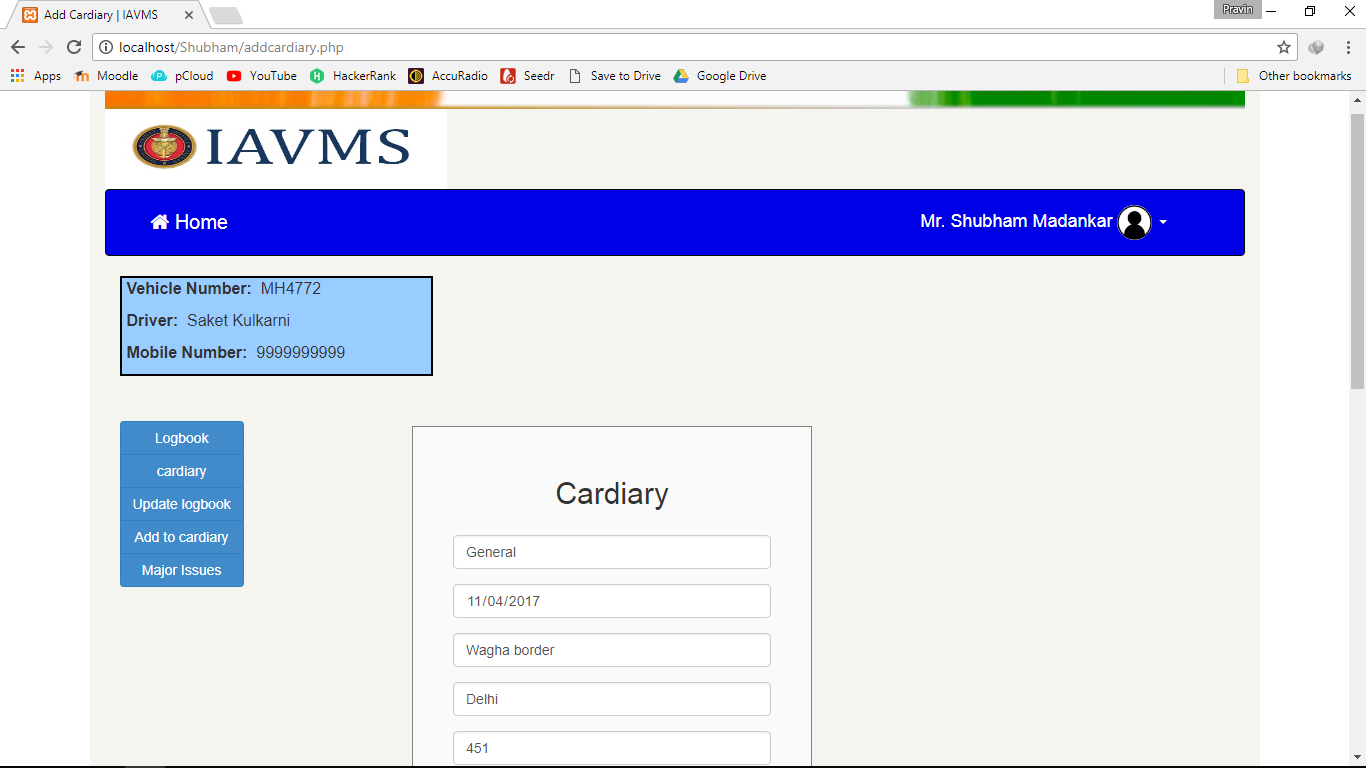 Add Cardiary | IAVMS
Pravin
localhost/Shubham/addcardiary.php
Apps Moodle pCloud YouTube HackerRank AccuRadio Seedr Save to Drive Google Drive Other bookmarks
IAVMS
Home Mr. Shubham Madankar
Vehicle Number: MH4772
Driver: Saket Kulkarni
Mobile Number: 9999999999
Logbook
cardiary
Update logbook
Add to cardiary
Major Issues
Cardiary
General
11/04/2017
Wagha border
Delhi
451